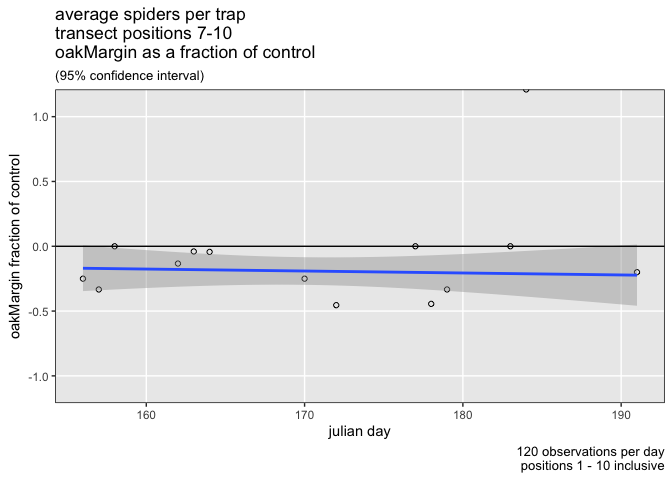 average spiders per trap
transect positions 7-10
oakMargin as a fraction of control
(95% confidence interval)
oakMargin fraction of control
1.0
0.5
0.0
-0.5
-1.0
160
170
180
190
julian day
120 observations per day
positions 1 - 10 inclusive